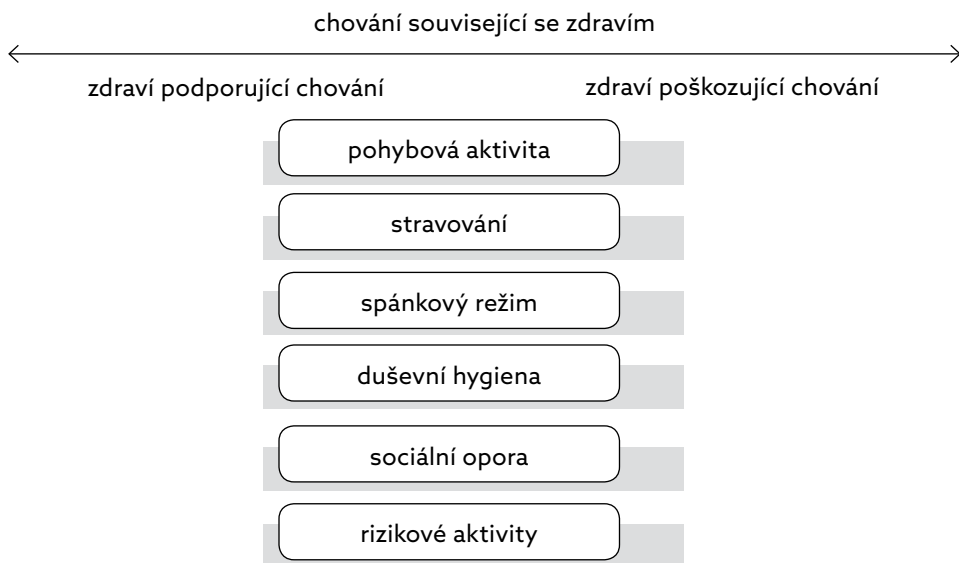 chování související se zdravím
zdraví podporující chování
zdraví poškozující chování
pohybová aktivita
stravování
spánkový režim
duševní hygiena
sociální opora
rizikové aktivity